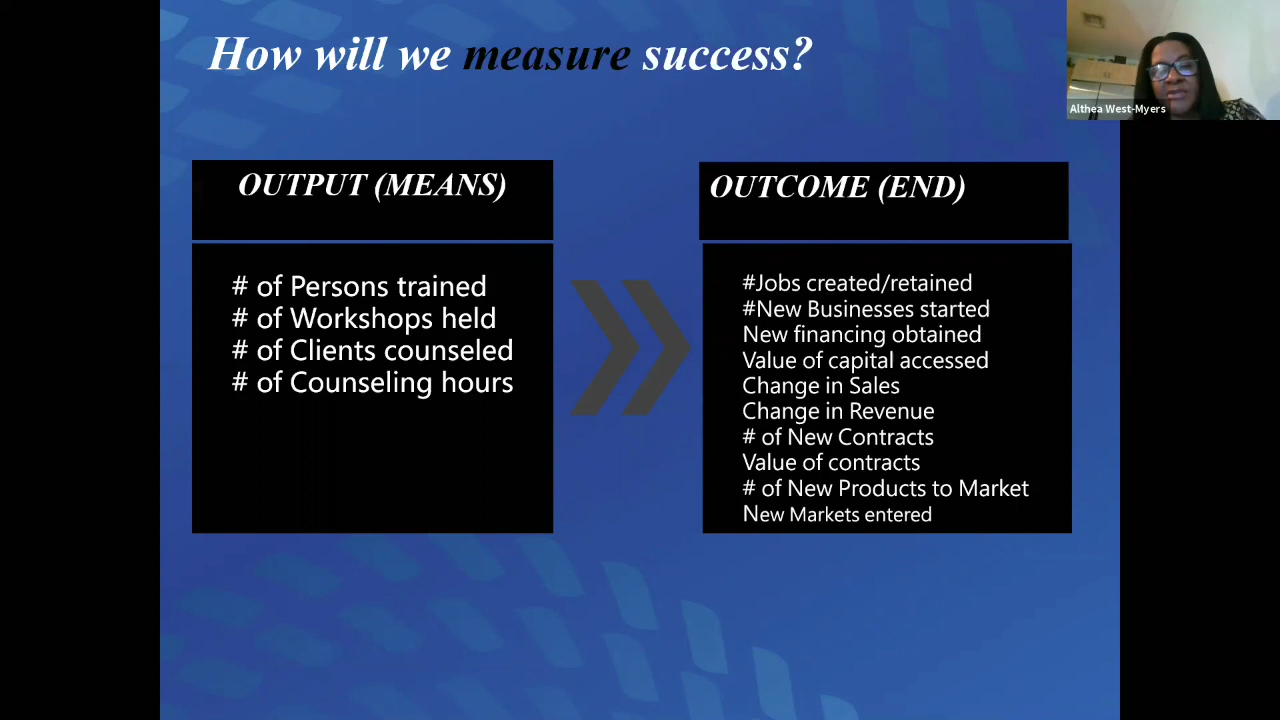 How will we measure success?
Althea West-Myers
OUTPUT (MEANS)
# of Persons trained
# of Workshops held
# of Clients counseled
# of Counseling hours
OUTCOME (END)
#Jobs created/retained
#New Businesses started
New financing obtained
Value of capital accessed
Change in Sales
Change in Revenue
# of New Contracts
Value of contracts
# of New Products to Market
New Markets entered